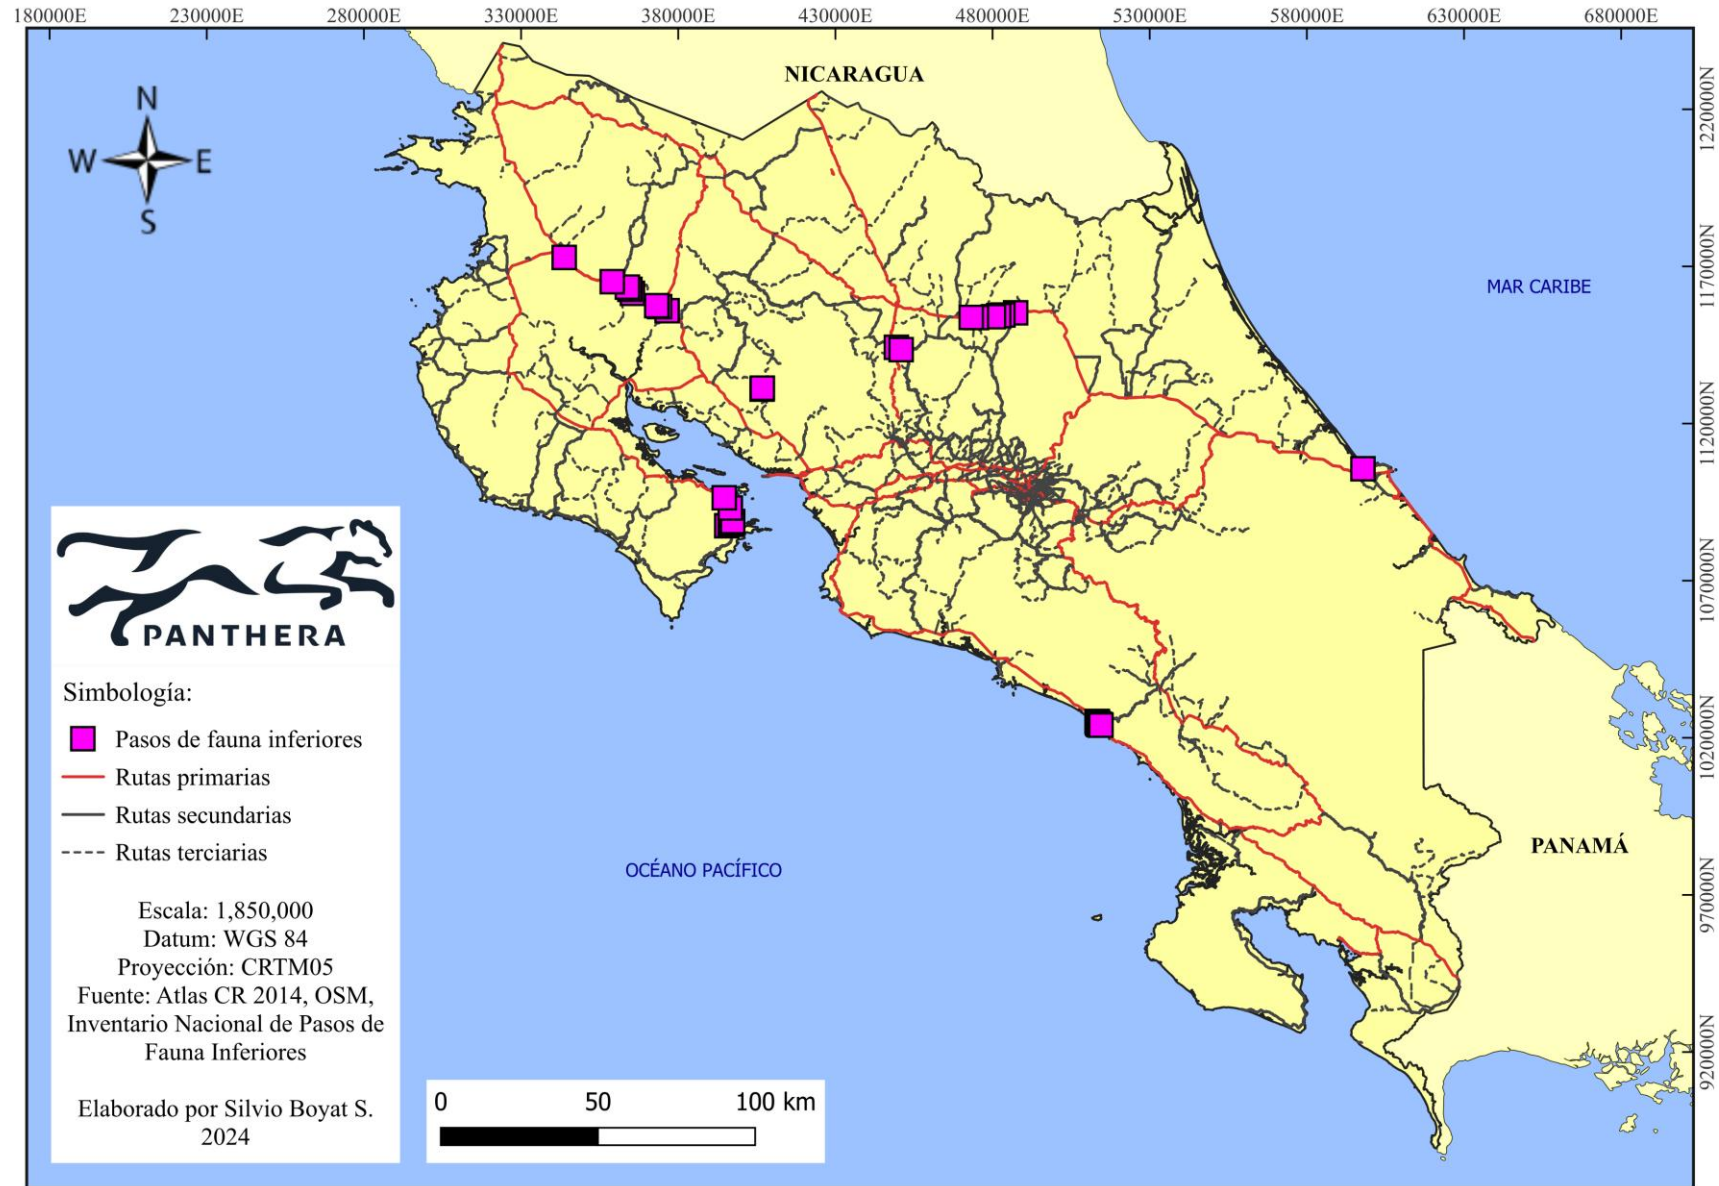 180000E 230000E 280000E 330000E 380000E 430000E 480000E 530000E 580000E 630000E 680000E
NICARAGUA
N
W E
S
MAR CARIBE
1220000N
1170000N
1120000N
1070000N
1020000N
970000N
920000N
PANTHERA
Simbología:
Pasos de fauna inferiores
Rutas primarias
Rutas secundarias
Rutas terciarias
Escala: 1,850,000
Datum: WGS 84
Proyección: CRTM05
Fuente: Atlas CR 2014, OSM,
Inventario Nacional de Pasos de
Fauna Inferiores
Elaborado por Silvio Boyat S.
2024
OCÉANO PACÍFICO
PANAMÁ
0 50 100 km